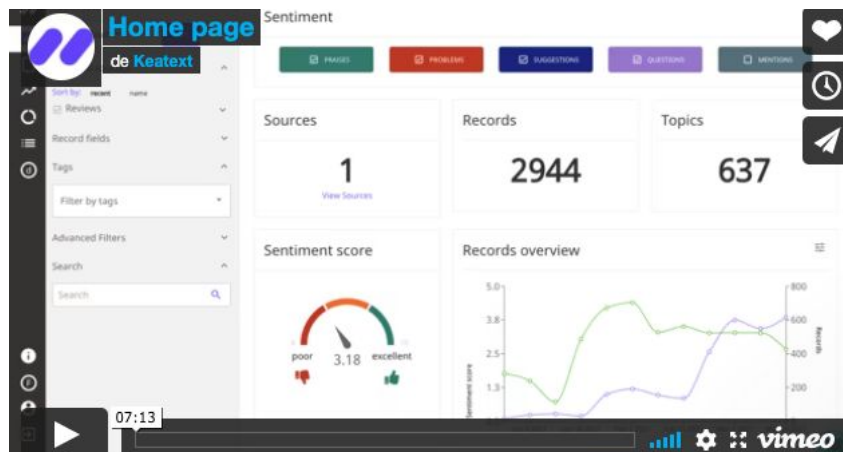 Home page
de Keatext
Sentiment
PRAISES
PROBLEMS
SUGGESTIONS
QUESTIONS
MENTIONS
Sort by: recent name
Reviews
Record fields
Tags
Filter by tags
Advanced Filters
Search
Search
Sources
1
View Sources
Records
2944
Topics
637
Sentiment score
poor
3.18
excellent
Records overview
5.0
3.8
2.5
1.3
Sentiment score
800
600
400
200
Records
07:13
vimeo